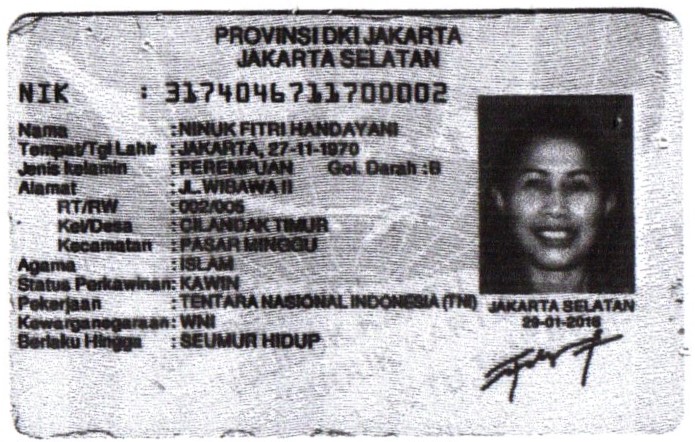 PROVINSI DKI JAKARTA
JAKARTA SELATAN
NIK : 3174046711700002
Nama : NINUK FITRI HANDAYANI
Tempat/Tgl Lahir : JAKARTA, 27-11-1970
Jenis kelamin : PEREMPUAN Gol. Darah : B
Alamat : JL. WIBAWA II
RT/RW : 002/005
Kel/Desa : CILANDAK TIMUR
Kecamatan : PASAR MINGGU
Agama : ISLAM
Status Perkawinan: KAWIN
Pekerjaan : TENTARA NASIONAL INDONESIA (TNI)
Kewarganegaraan: WNI
Berlaku Hingga : SEUMUR HIDUP
JAKARTA SELATAN
29-01-2016